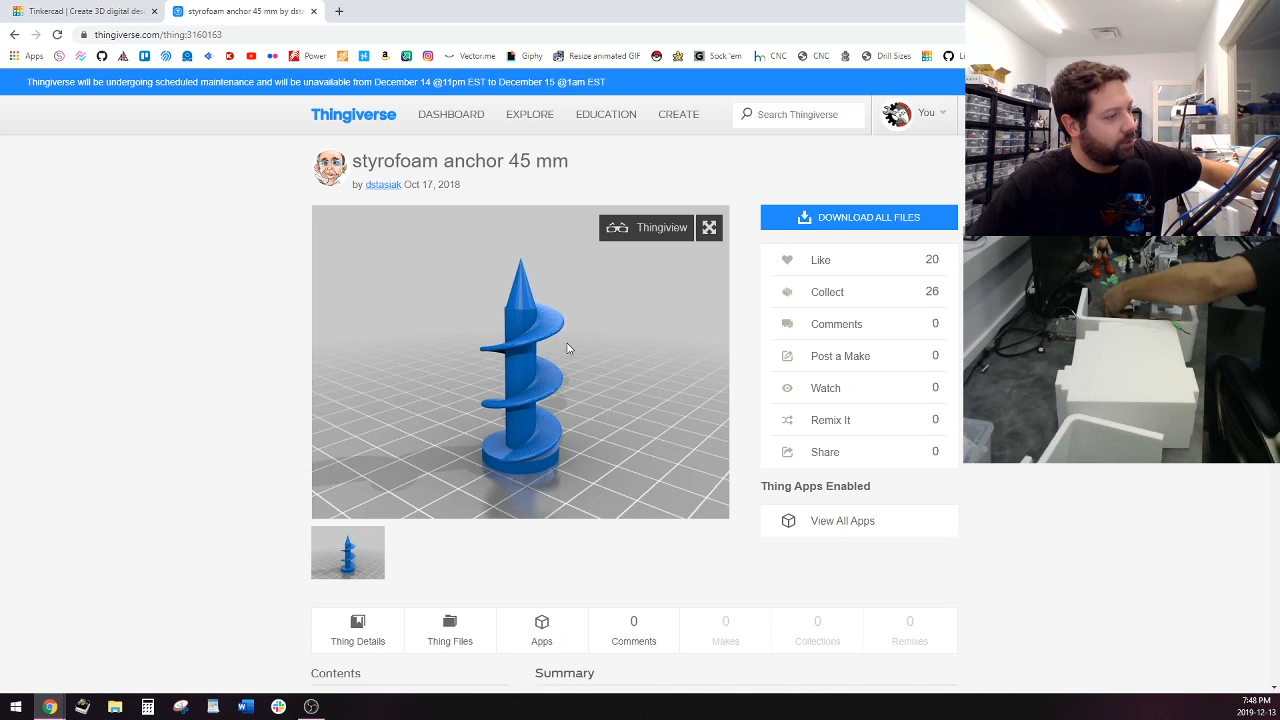 Tinkercad | Create 3D digital des
styrofoam anchor 45 mm by dsta
thingiverse.com/thing:3160163
Apps
Power
Vector.me
Giphy
Resize animated GIF
Sock 'em
CNC
CNC
Drill Sizes
Li
Thingiverse will be undergoing scheduled maintenance and will be unavailable from December 14 @11pm EST to December 15 @1am EST
Thingiverse
DASHBOARD
EXPLORE
EDUCATION
CREATE
Search Thingiverse
You
styrofoam anchor 45 mm
by dstasiak Oct 17, 2018
Thingiview
DOWNLOAD ALL FILES
Like 20
Collect 26
Comments 0
Post a Make 0
Watch 0
Remix It 0
Share 0
Thing Apps Enabled
View All Apps
Thing Details
Thing Files
Apps
0
Comments
0
Makes
0
Collections
0
Remixes
Contents
Summary
7:48 PM
2019-12-13